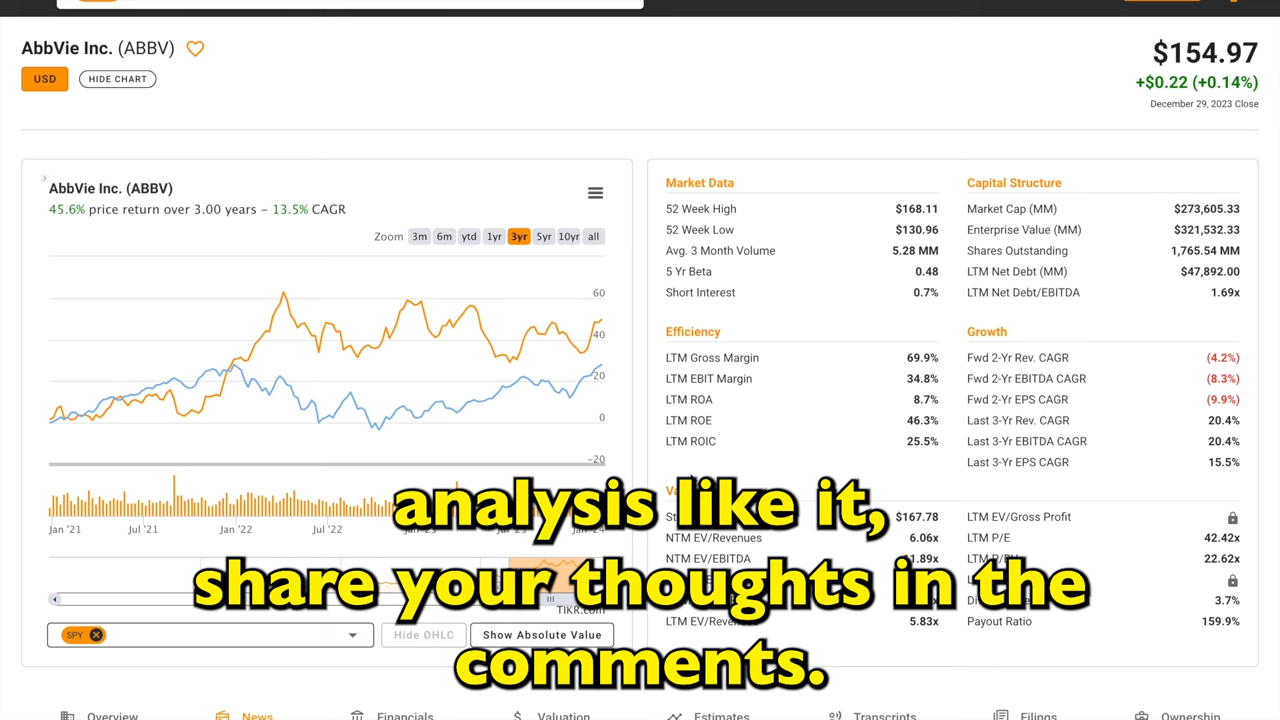 AbbVie Inc. (ABBV)
USD
HIDE CHART
$154.97
+$0.22 (+0.14%)
December 29, 2023 Close
AbbVie Inc. (ABBV)
45.6% price return over 3.00 years – 13.5% CAGR
Zoom 3m 6m ytd 1yr 3yr 5yr 10yr all
60
40
20
0
-20
Jan '21 Jul '21 Jan '22 Jul '22
TIKR.com
SPY
Hide OHLC
Show Absolute Value
Market Data
52 Week High $168.11
52 Week Low $130.96
Avg. 3 Month Volume 5.28 MM
5 Yr Beta 0.48
Short Interest 0.7%
Capital Structure
Market Cap (MM) $273,605.33
Enterprise Value (MM) $321,532.33
Shares Outstanding 1,765.54 MM
LTM Net Debt (MM) $47,892.00
LTM Net Debt/EBITDA 1.69x
Efficiency
LTM Gross Margin 69.9%
LTM EBIT Margin 34.8%
LTM ROA 8.7%
LTM ROE 46.3%
LTM ROIC 25.5%
Growth
Fwd 2-Yr Rev. CAGR (4.2%)
Fwd 2-Yr EBITDA CAGR (8.3%)
Fwd 2-Yr EPS CAGR (9.9%)
Last 3-Yr Rev. CAGR 20.4%
Last 3-Yr EBITDA CAGR 20.4%
Last 3-Yr EPS CAGR 15.5%
$167.78
NTM EV/Revenues 6.06x
NTM EV/EBITDA 11.89x
LTM 5.83x
LTM EV/Gross Profit
LTM P/E 42.42x
22.62x
3.7%
Payout Ratio 159.9%
analysis like it,
share your thoughts in the
comments.
Overview News Financials Valuation Estimates Transcripts Filings Ownership